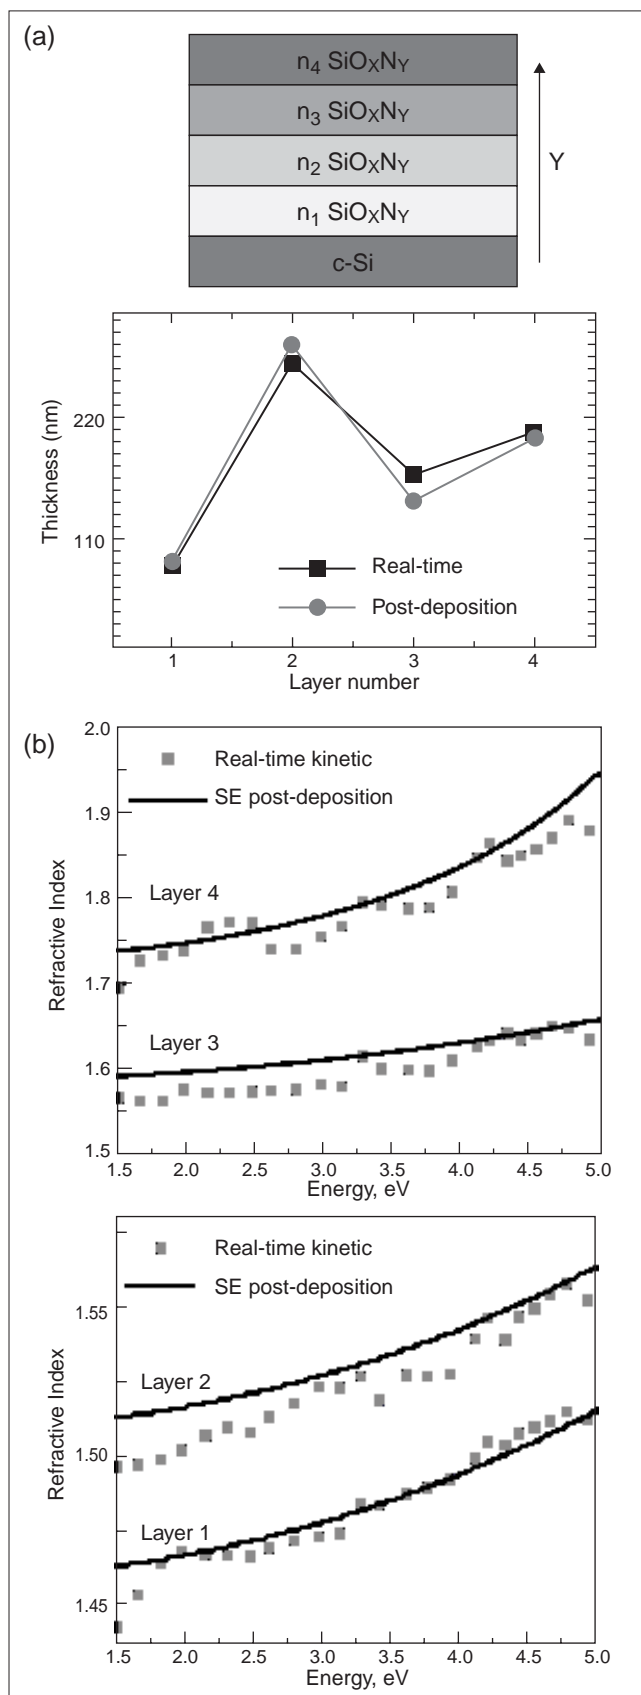 (a)
n₄ SiOₓNᵧ
n₃ SiOₓNᵧ
n₂ SiOₓNᵧ
n₁ SiOₓNᵧ
c-Si
Y
Thickness (nm)
220
110
Real-time
Post-deposition
1 2 3 4
Layer number
(b)
2.0
1.9
1.8
1.7
1.6
1.5
Refractive Index
Real-time kinetic
SE post-deposition
Layer 4
Layer 3
1.5 2.0 2.5 3.0 3.5 4.0 4.5 5.0
Energy, eV
Real-time kinetic
SE post-deposition
1.55
1.50
1.45
Refractive Index
Layer 2
Layer 1
1.5 2.0 2.5 3.0 3.5 4.0 4.5 5.0
Energy, eV